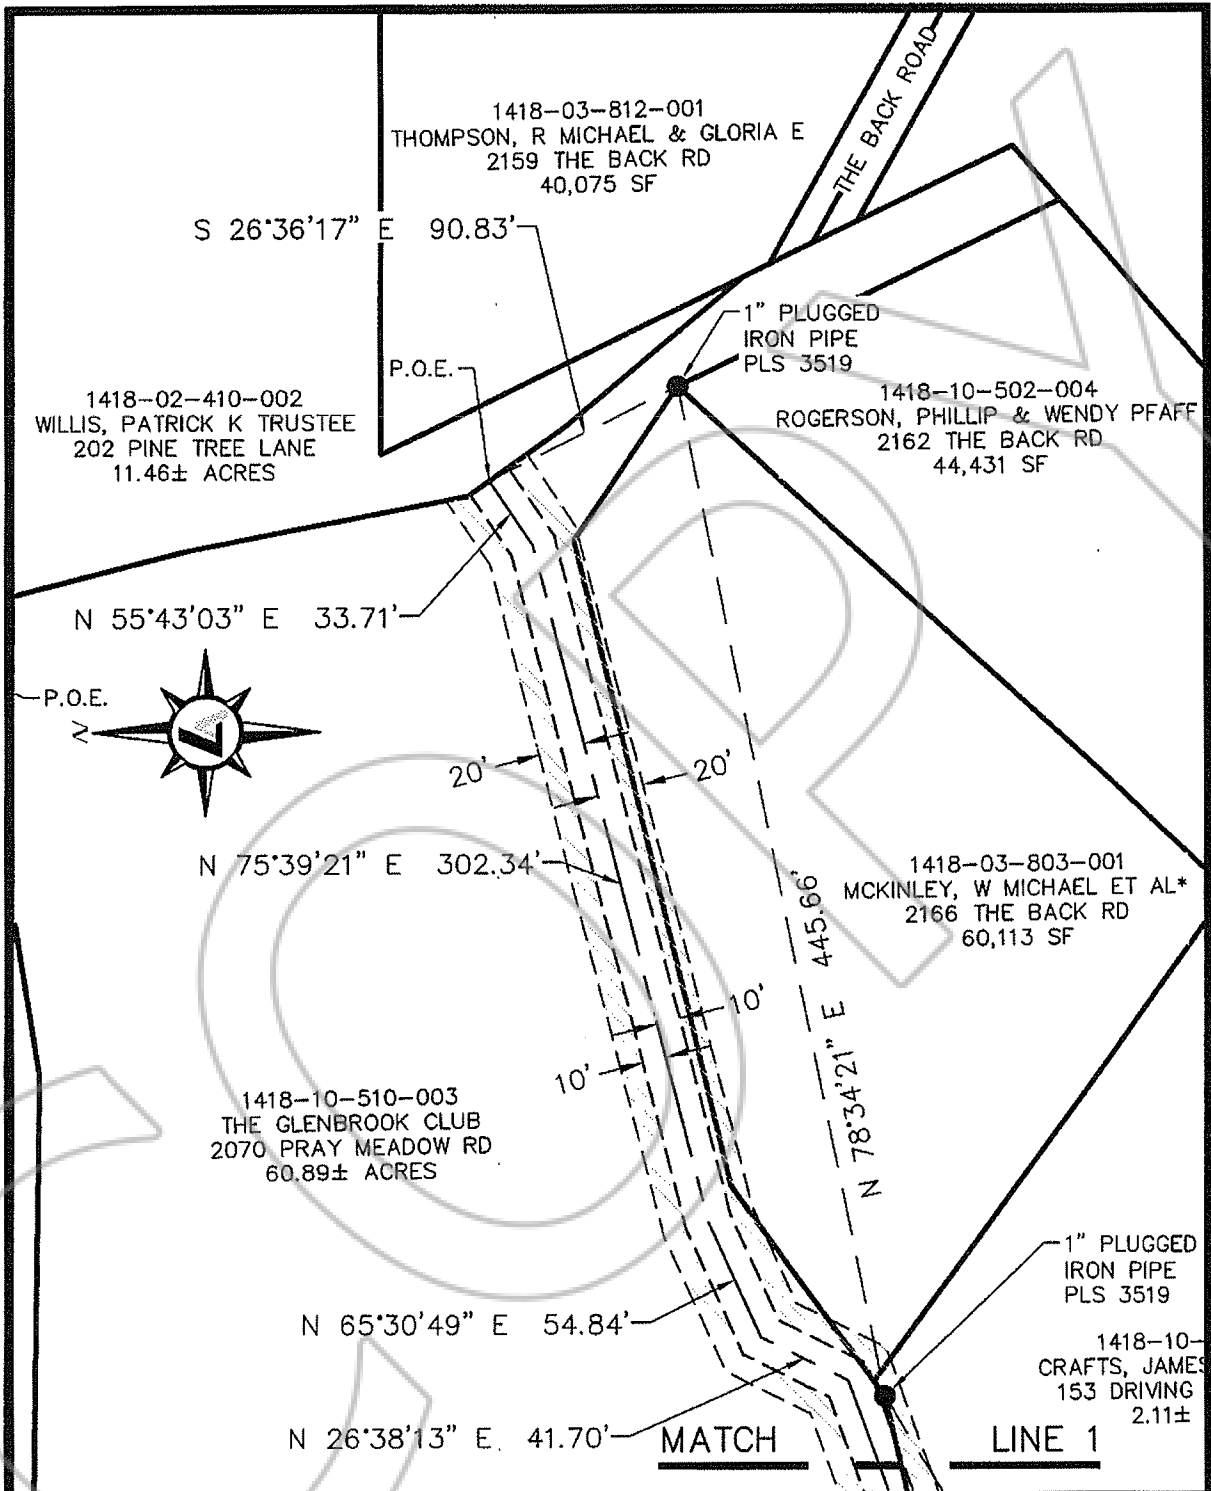 THE BACK ROAD
1418-03-812-001
THOMPSON, R MICHAEL & GLORIA E
2159 THE BACK RD
40,075 SF
S 26°36'17" E 90.83'
1" PLUGGED
IRON PIPE
PLS 3519
P.O.E.
1418-02-410-002
WILLIS, PATRICK K TRUSTEE
202 PINE TREE LANE
11.46± ACRES
1418-10-502-004
ROGERSON, PHILLIP & WENDY PFAFF
2162 THE BACK RD
44,431 SF
N 55°43'03" E 33.71'
P.O.E.
N
20'
20'
N 75°39'21" E 302.34'
1418-03-803-001
MCKINLEY, W MICHAEL ET AL*
2166 THE BACK RD
60,113 SF
N 78°34'21" E 445.66'
10'
10'
1418-10-510-003
THE GLENBROOK CLUB
2070 PRAY MEADOW RD
60.89± ACRES
1" PLUGGED
IRON PIPE
PLS 3519
N 65°30'49" E 54.84'
1418-10-
CRAFTS, JAMES
153 DRIVING
2.11±
N 26°38'13" E 41.70'
MATCH LINE 1
COPY